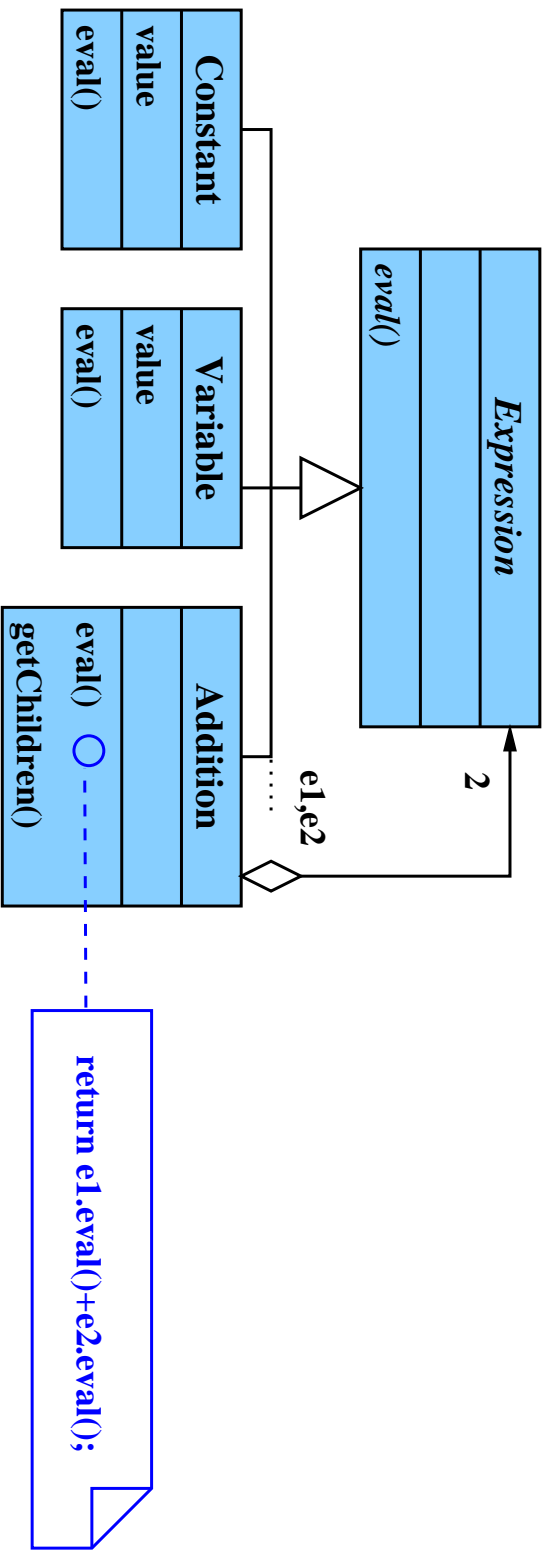 Expression
eval()
2
e1,e2
Constant
value
eval()
Variable
value
eval()
Addition
eval()
getChildren()
return e1.eval()+e2.eval();